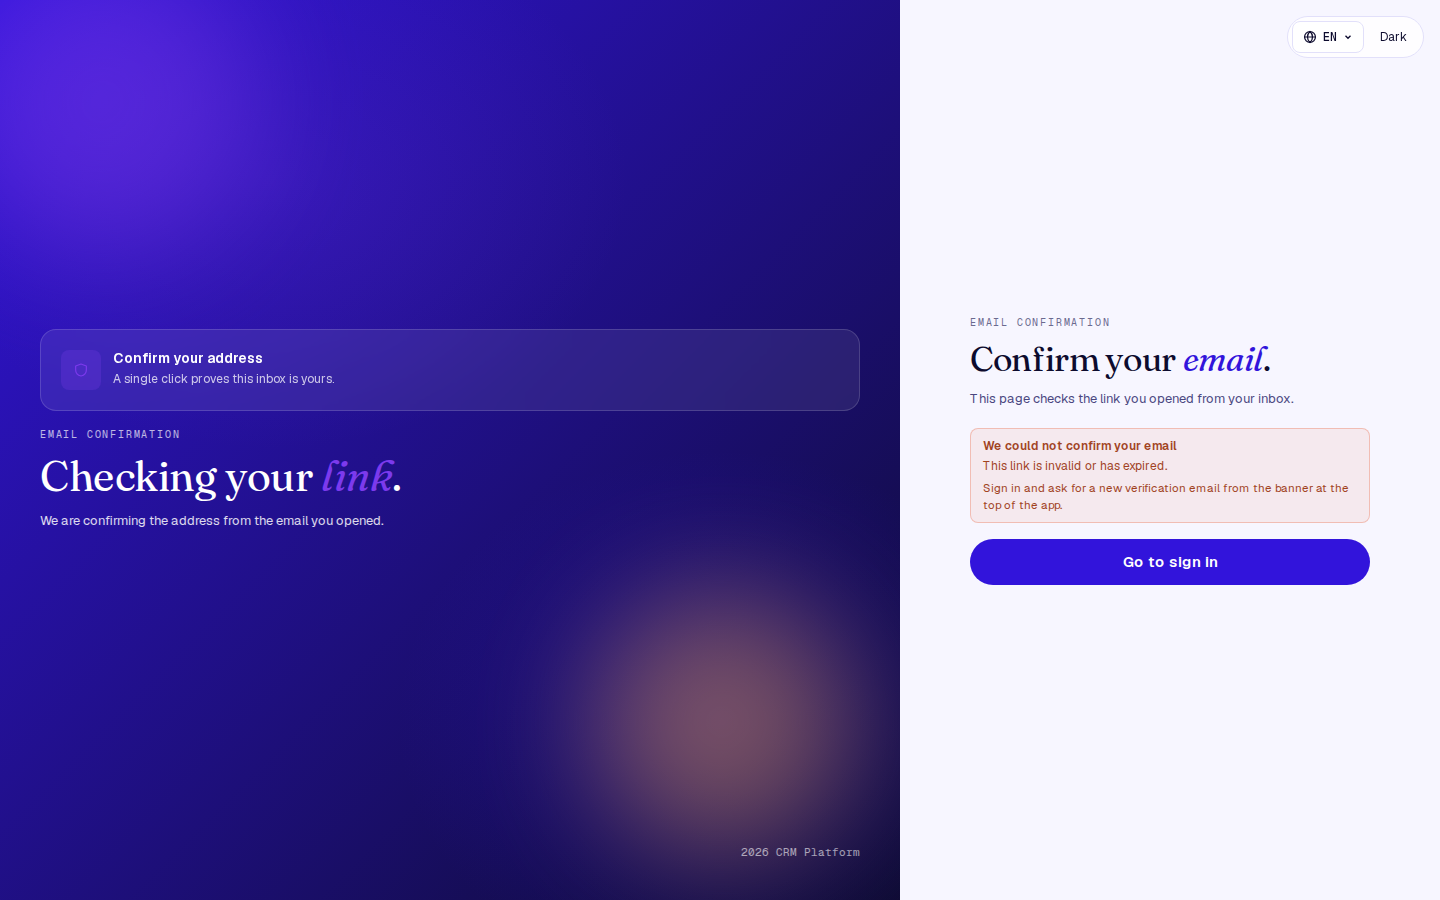 Confirm your address
A single click proves this inbox is yours.
EMAIL CONFIRMATION
Checking your link.
We are confirming the address from the email you opened.
2026 CRM Platform
EN
Dark
EMAIL CONFIRMATION
Confirm your email.
This page checks the link you opened from your inbox.
We could not confirm your email
This link is invalid or has expired.
Sign in and ask for a new verification email from the banner at the
top of the app.
Go to sign in